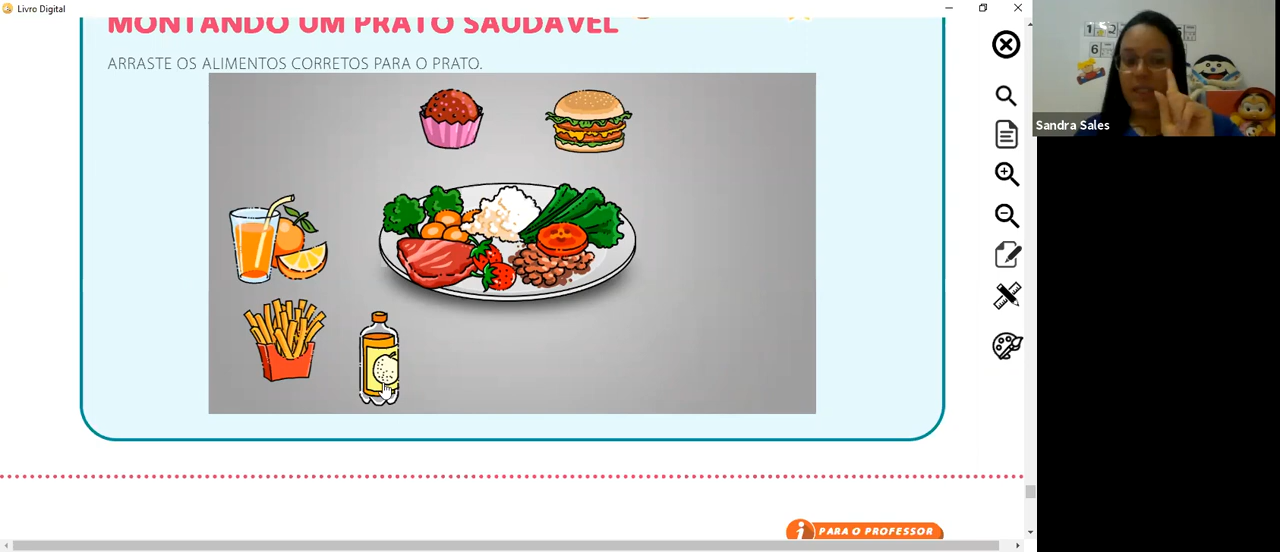 Livro Digital
MONTANDO UM PRATO SAUDÁVEL
ARRASTE OS ALIMENTOS CORRETOS PARA O PRATO.
Sandra Sales
i PARA O PROFESSOR